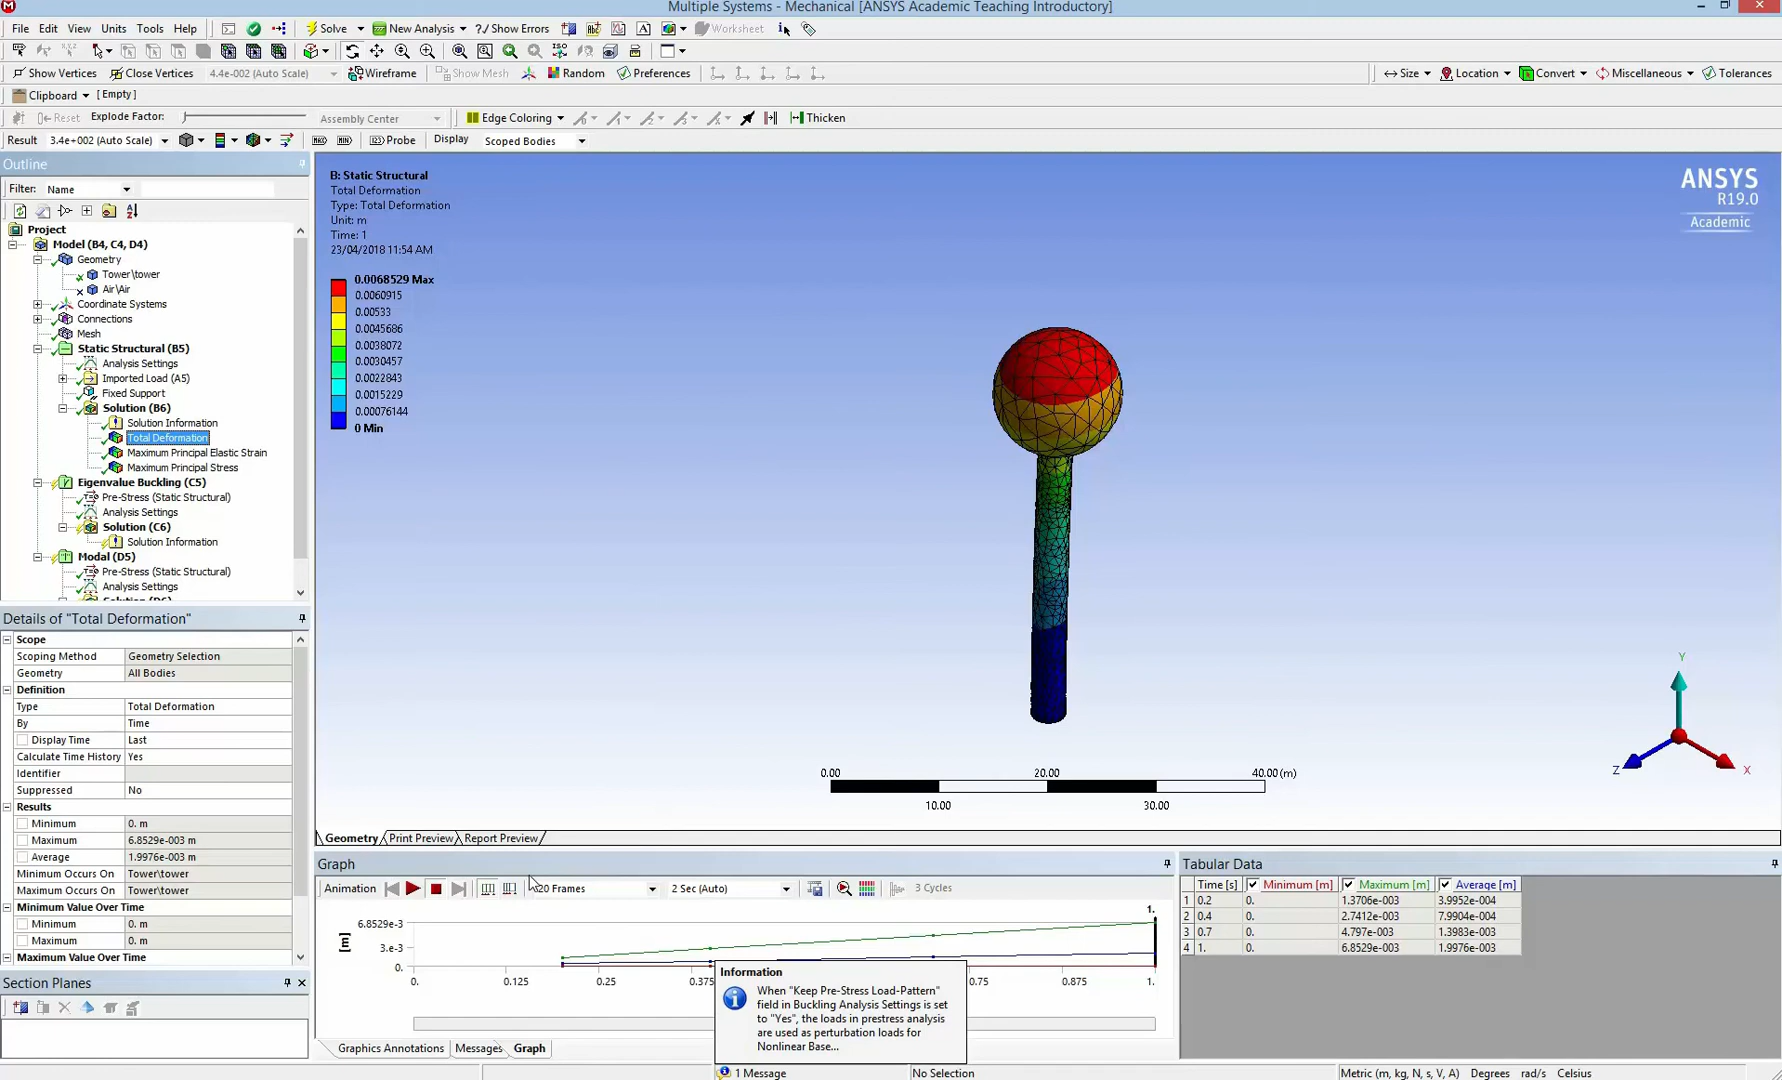 Multiple Systems - Mechanical [ANSYS Academic Teaching Introductory]
File Edit View Units Tools Help Solve New Analysis Show Errors Worksheet
Show Vertices Close Vertices 4.4e-002 (Auto Scale) Wireframe Show Mesh Random Preferences Size Location Convert Miscellaneous Tolerances
Clipboard [ Empty ]
Reset Explode Factor: Assembly Center Edge Coloring Thicken
Result 3.4e+002 (Auto Scale) Probe Display Scoped Bodies
Outline
Filter: Name
Project
Model (B4, C4, D4)
Geometry
Tower\tower
Air\Air
Coordinate Systems
Connections
Mesh
Static Structural (B5)
Analysis Settings
Imported Load (A5)
Fixed Support
Solution (B6)
Solution Information
Total Deformation
Maximum Principal Elastic Strain
Maximum Principal Stress
Eigenvalue Buckling (C5)
Pre-Stress (Static Structural)
Analysis Settings
Solution (C6)
Solution Information
Modal (D5)
Pre-Stress (Static Structural)
Analysis Settings
Details of "Total Deformation"
Scope
Scoping Method Geometry Selection
Geometry All Bodies
Definition
Type Total Deformation
By Time
Display Time Last
Calculate Time History Yes
Identifier
Suppressed No
Results
Minimum 0. m
Maximum 6.8529e-003 m
Average 1.9976e-003 m
Minimum Occurs On Tower\tower
Maximum Occurs On Tower\tower
Minimum Value Over Time
Minimum 0. m
Maximum 0. m
Maximum Value Over Time
Section Planes
B: Static Structural
Total Deformation
Type: Total Deformation
Unit: m
Time: 1
23/04/2018 11:54 AM
0.0068529 Max
0.0060915
0.00533
0.0045686
0.0038072
0.0030457
0.0022843
0.0015229
0.00076144
0 Min
ANSYS
R19.0
Academic
Y
Z X
0.00 20.00 40.00 (m)
10.00 30.00
Geometry Print Preview Report Preview
Graph
Animation 20 Frames 2 Sec (Auto) 3 Cycles
1.
6.8529e-3
3.e-3
0.
[m]
0. 0.125 0.25 0.375 0.75 0.875 1.
Information
When "Keep Pre-Stress Load-Pattern"
field in Buckling Analysis Settings is set
to "Yes", the loads in prestress analysis
are used as perturbation loads for
Nonlinear Base...
Graphics Annotations Messages Graph
Tabular Data
Time [s] Minimum [m] Maximum [m] Average [m]
1 0.2 0. 1.3706e-003 3.9952e-004
2 0.4 0. 2.7412e-003 7.9904e-004
3 0.7 0. 4.797e-003 1.3983e-003
4 1. 0. 6.8529e-003 1.9976e-003
1 Message No Selection Metric (m, kg, N, s, V, A) Degrees rad/s Celsius